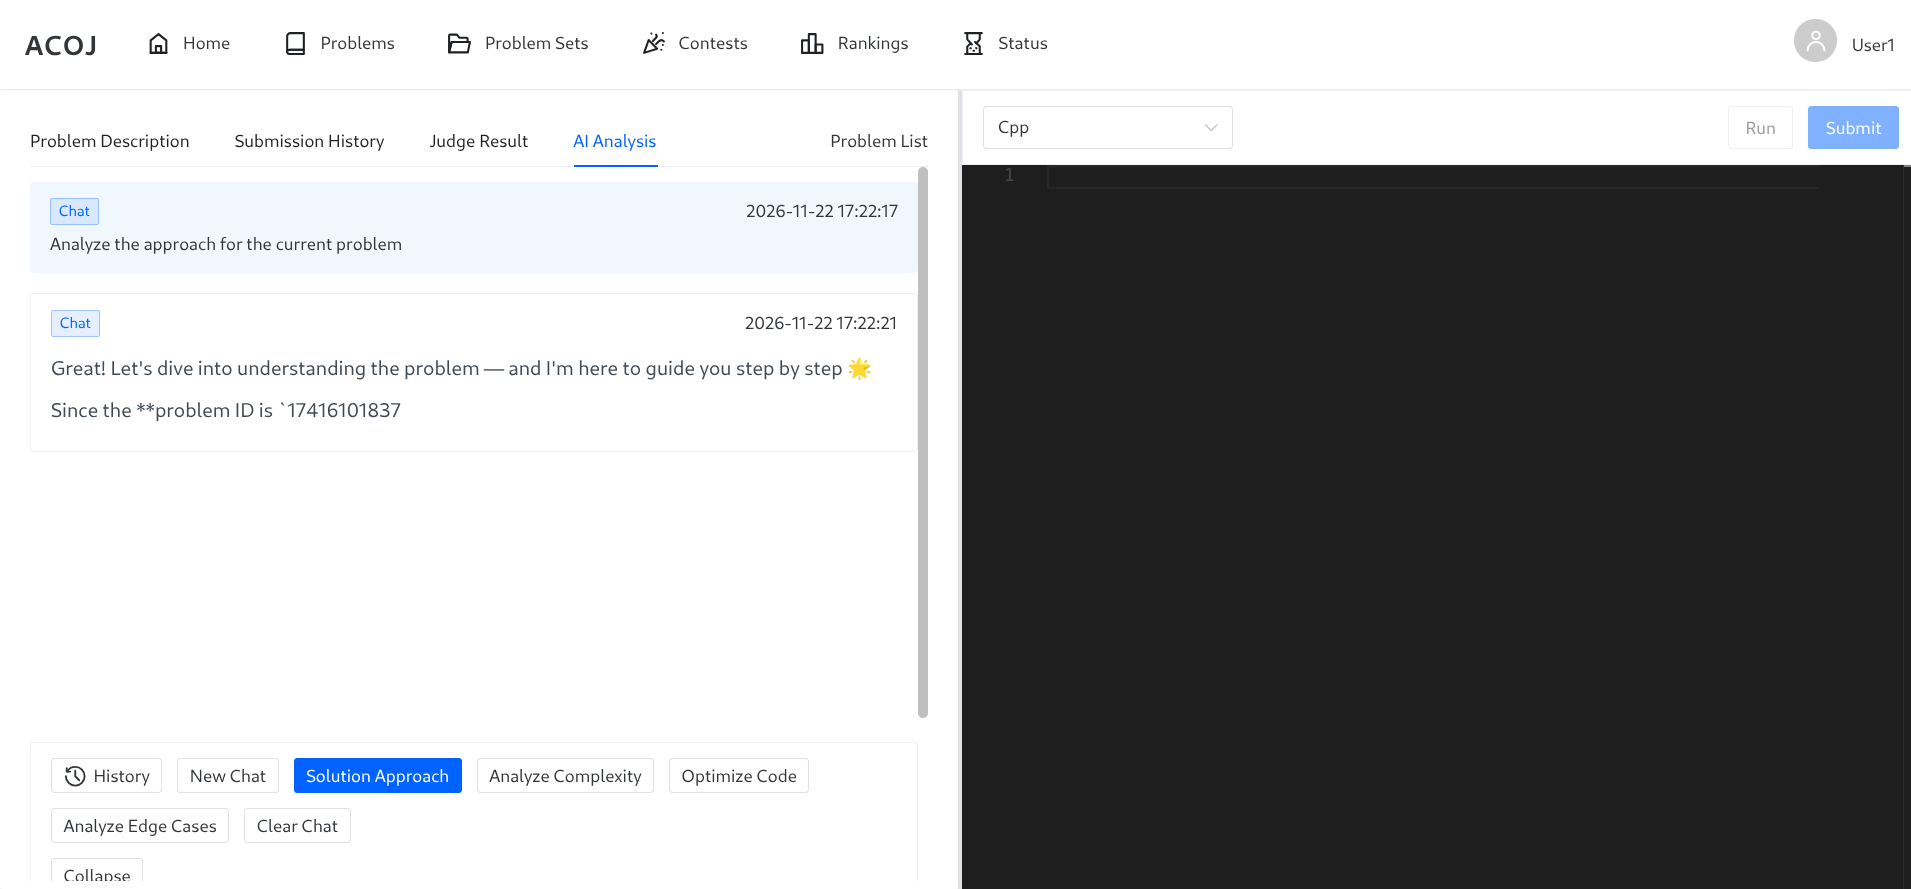 ACOJ
Home
Problems
Problem Sets
Contests
Rankings
Status
User1
Problem Description
Submission History
Judge Result
AI Analysis
Problem List
Chat
2026-11-22 17:22:17
Analyze the approach for the current problem
Chat
2026-11-22 17:22:21
Great! Let's dive into understanding the problem — and I'm here to guide you step by step 🌟
Since the **problem ID is `17416101837
History
New Chat
Solution Approach
Analyze Complexity
Optimize Code
Analyze Edge Cases
Clear Chat
Collapse
Cpp
Run
Submit
1